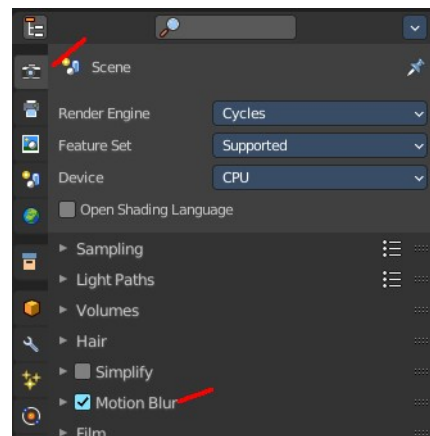 Scene
Render Engine Cycles
Feature Set Supported
Device CPU
Open Shading Language
Sampling
Light Paths
Volumes
Hair
Simplify
Motion Blur
Film